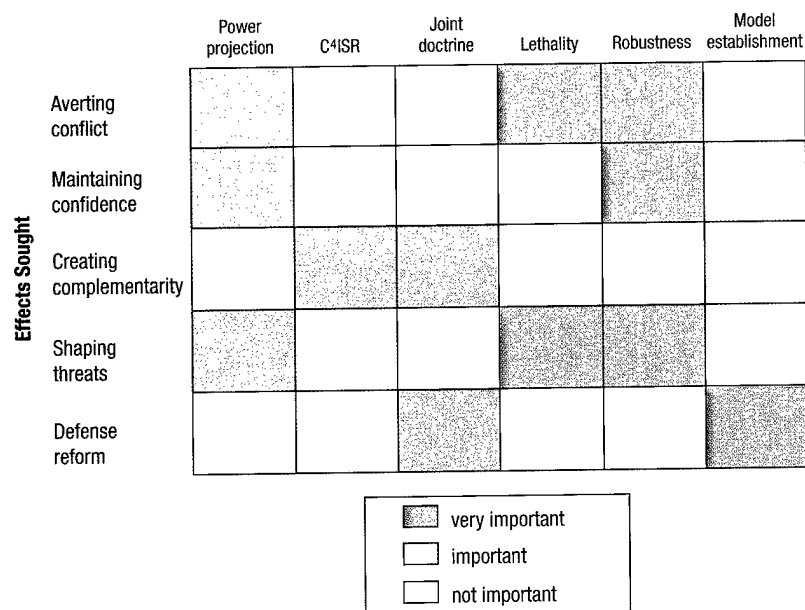 Power
projection
C⁴ISR
Joint
doctrine
Lethality
Robustness
Model
establishment
Effects Sought
Averting
conflict
Maintaining
confidence
Creating
complementarity
Shaping
threats
Defense
reform
very important
important
not important